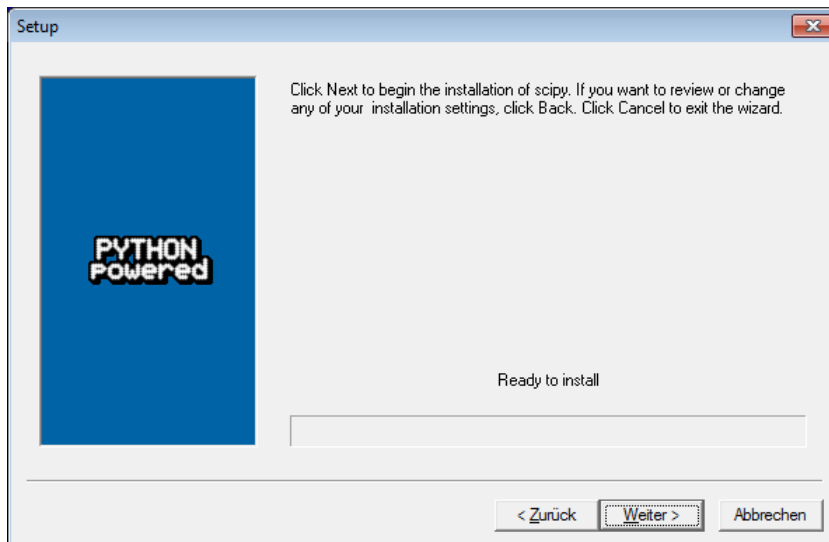 Setup
Click Next to begin the installation of scipy. If you want to review or change
any of your  installation settings, click Back. Click Cancel to exit the wizard.
PYTHON
powered
Ready to install
< Zurück
Weiter >
Abbrechen